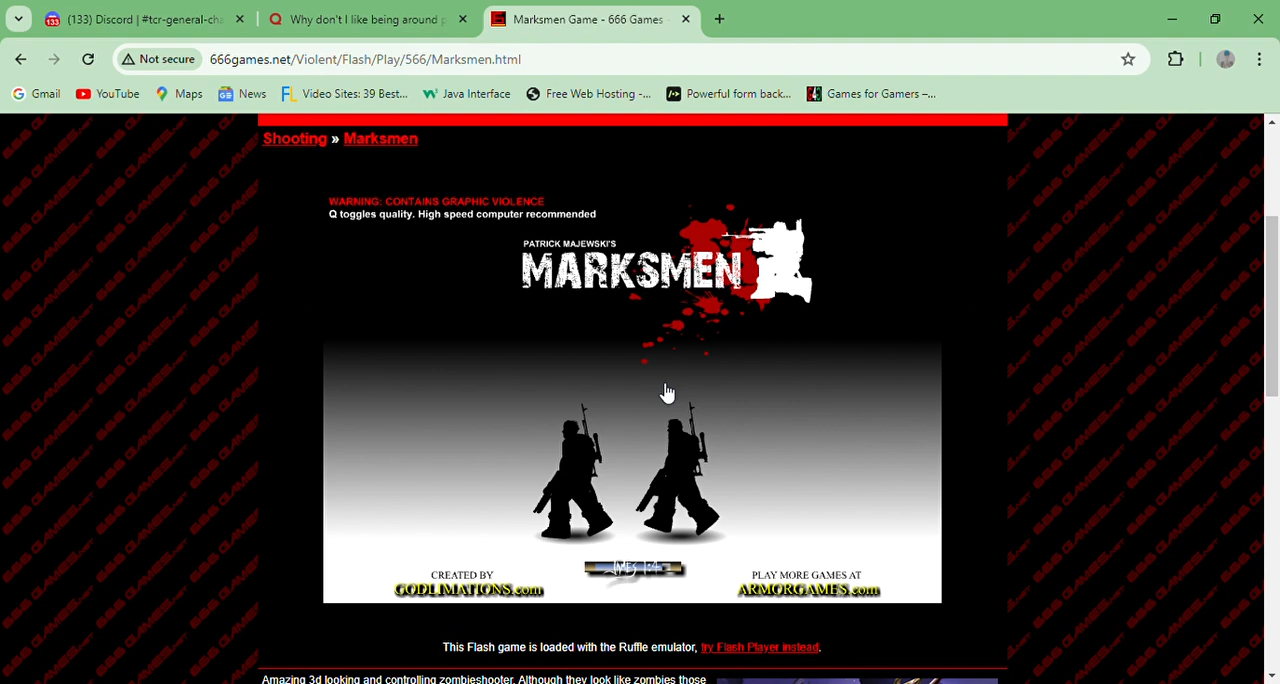 (133) Discord | #tcr-general-cha
Why don't I like being around p
Marksmen Game - 666 Games
Not secure
666games.net/Violent/Flash/Play/566/Marksmen.html
Gmail
YouTube
Maps
News
Video Sites: 39 Best...
Java Interface
Free Web Hosting -...
Powerful form back...
Games for Gamers –...
Shooting » Marksmen
WARNING: CONTAINS GRAPHIC VIOLENCE
Q toggles quality. High speed computer recommended
PATRICK MAJEWSKI'S
MARKSMEN
JAMES 1:4
CREATED BY
GODLIMATIONS.com
PLAY MORE GAMES AT
ARMORGAMES.com
This Flash game is loaded with the Ruffle emulator, try Flash Player instead.
Amazing 3d looking and controlling zombieshooter. Although they look like zombies those